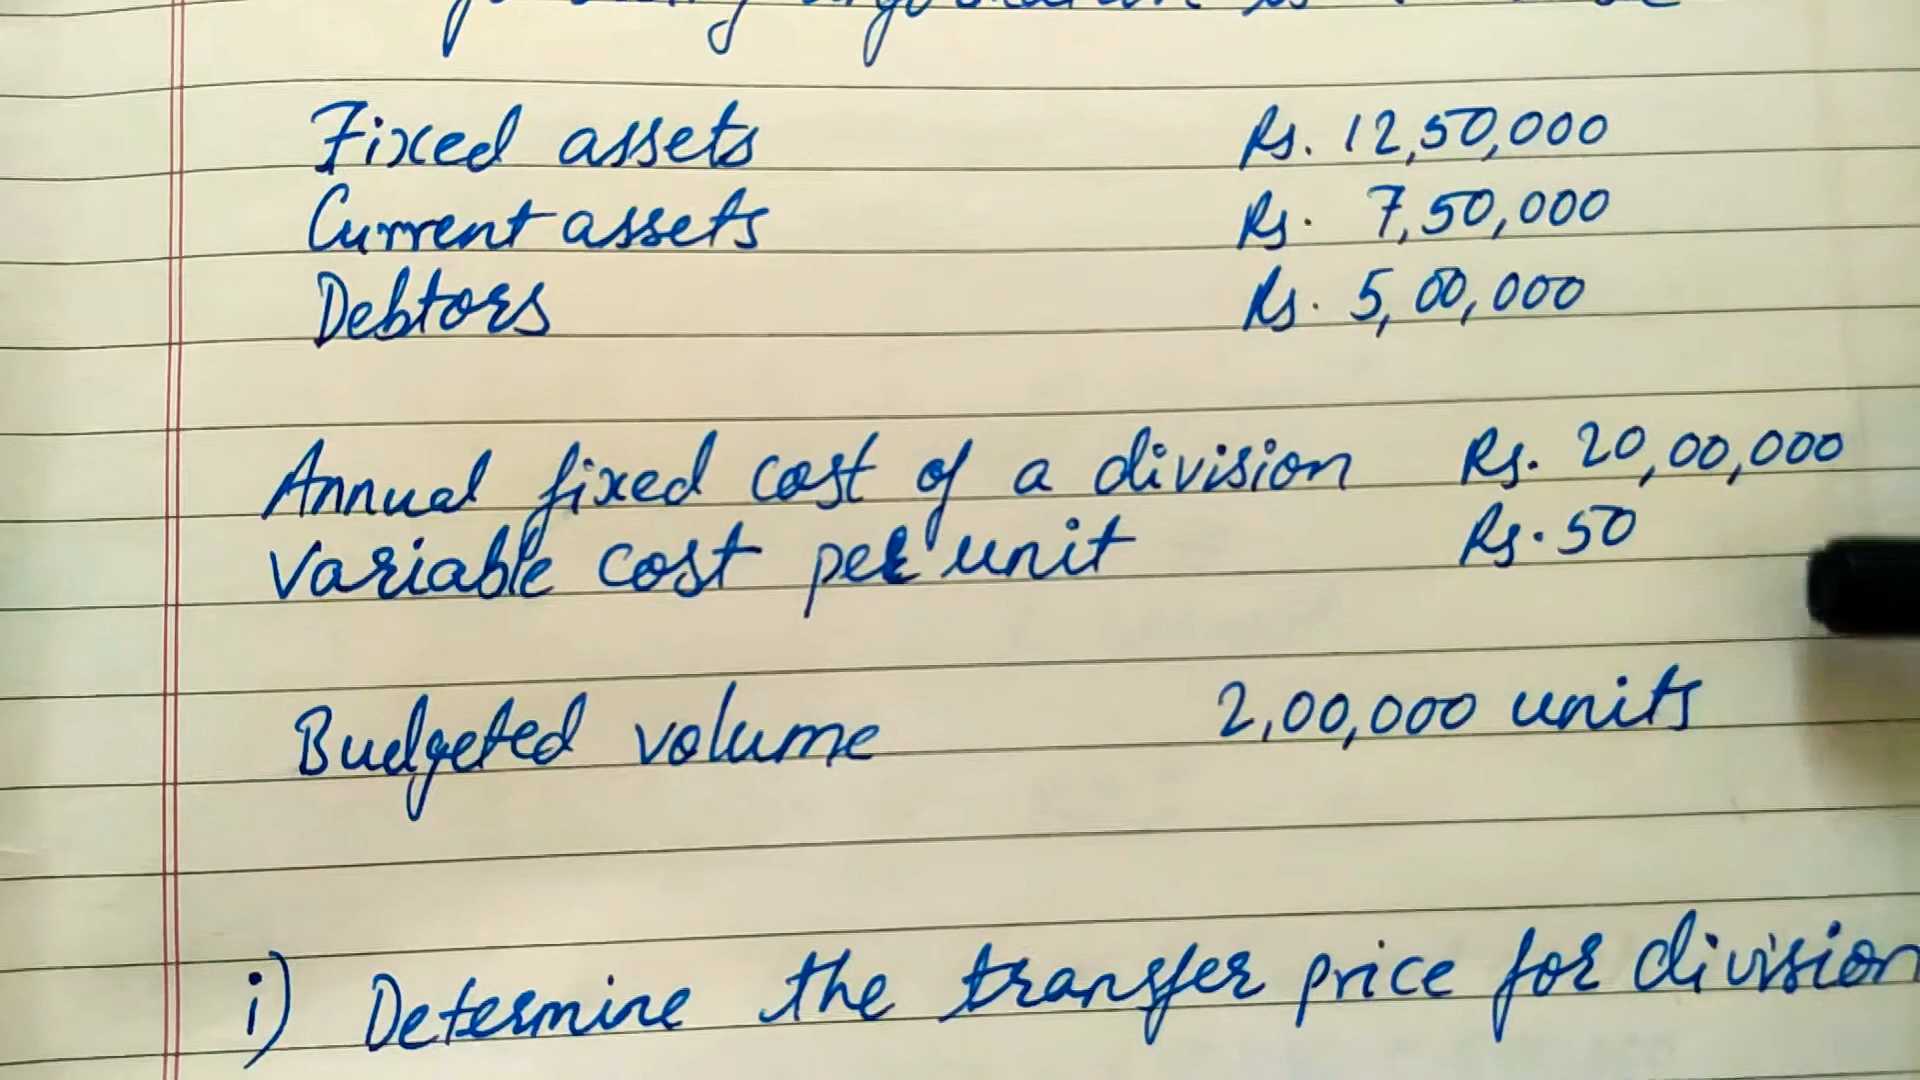 Fixed assets Rs. 12,50,000
Current assets Rs. 7,50,000
Debtors Rs. 5,00,000
Annual fixed cost of a division Rs. 20,00,000
Variable cost per unit Rs. 50
Budgeted volume 2,00,000 units
i) Determine the transfer price for division